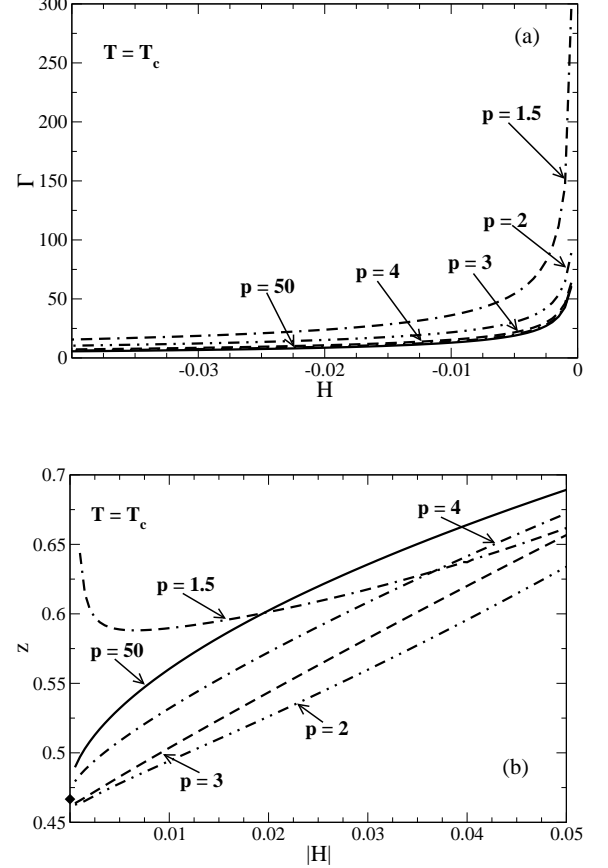 300
(a)
T = Tc
250
200
p = 1.5
Γ
150
p = 2
100
p = 3
p = 4
p = 50
50
0
-0.03 -0.02 -0.01 0
H
0.7
T = Tc
p = 4
0.65
p = 1.5
0.6
z
p = 50
0.55
p = 2
0.5
p = 3
(b)
0.45
0.01 0.02 0.03 0.04 0.05
|H|